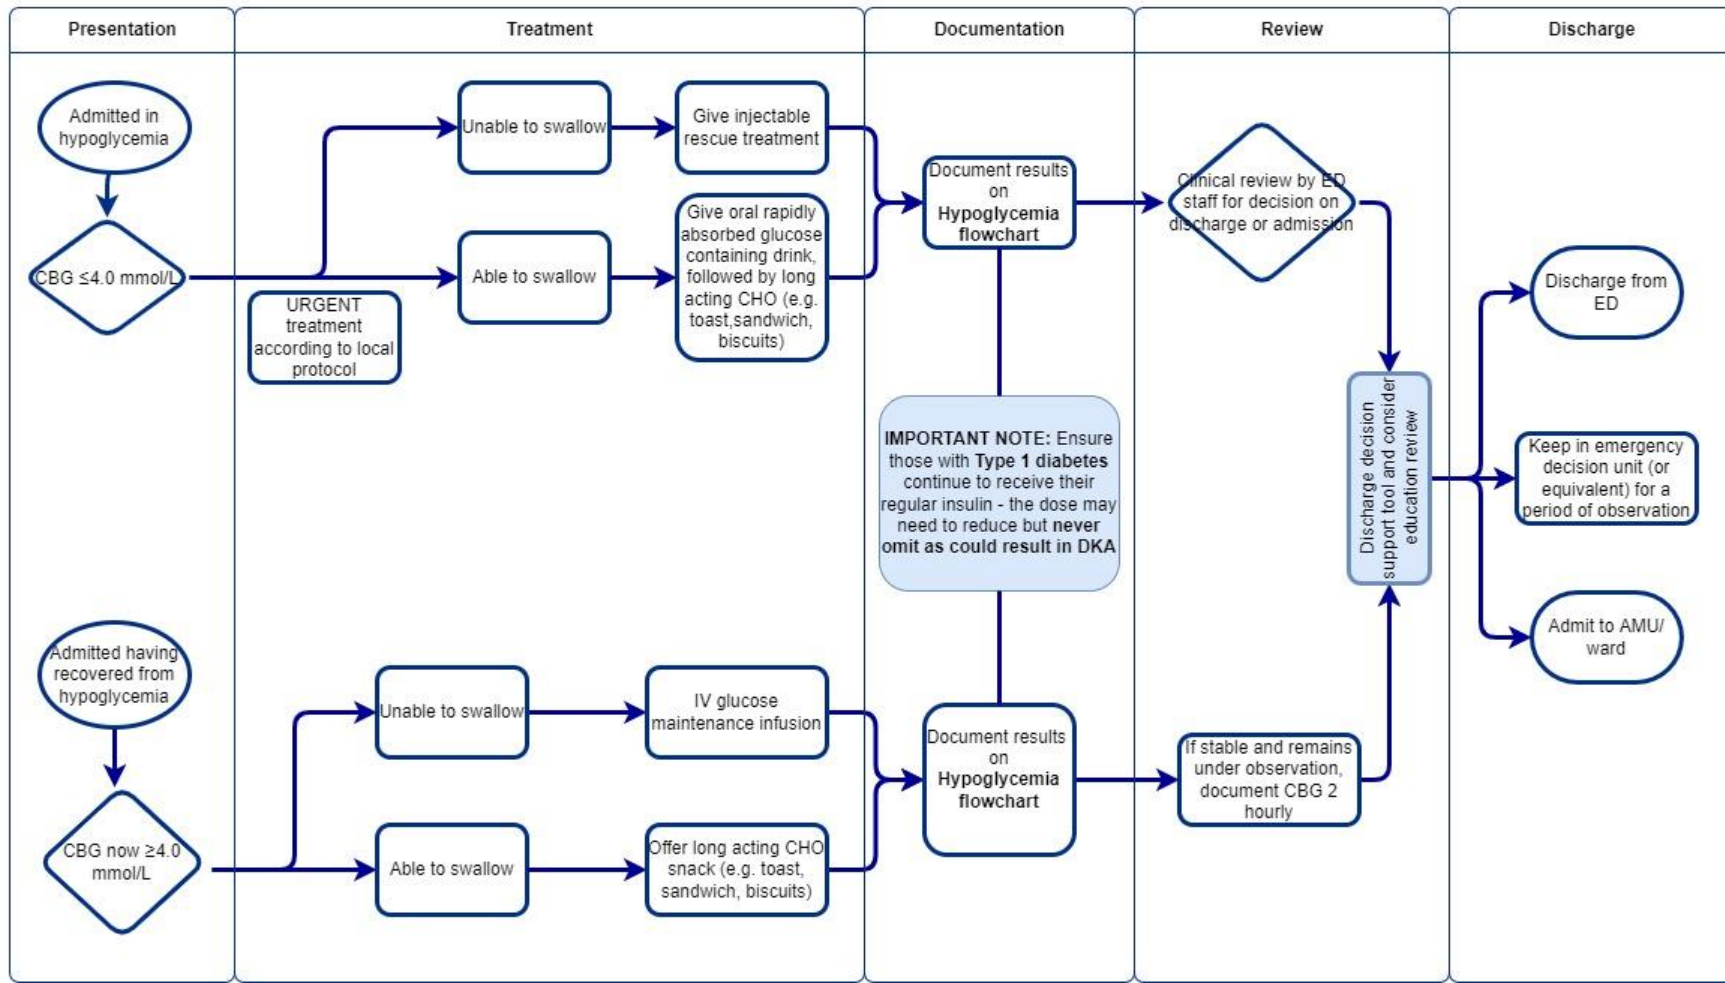 Presentation
Treatment
Documentation
Review
Discharge
Admitted in
hypoglycemia
CBG ≤4.0 mmol/L
URGENT
treatment
according to local
protocol
Unable to swallow
Give injectable
rescue treatment
Able to swallow
Give oral rapidly
absorbed glucose
containing drink,
followed by long
acting CHO (e.g.
toast,sandwich,
biscuits)
Document results
on
Hypoglycemia
flowchart
Clinical review by ED
staff for decision on
discharge or admission
IMPORTANT NOTE: Ensure
those with Type 1 diabetes
continue to receive their
regular insulin - the dose may
need to reduce but never
omit as could result in DKA
Discharge decision
support tool and consider
education review
Discharge from
ED
Keep in emergency
decision unit (or
equivalent) for a
period of observation
Admit to AMU/
ward
Admitted having
recovered from
hypoglycemia
CBG now ≥4.0
mmol/L
Unable to swallow
IV glucose
maintenance infusion
Able to swallow
Offer long acting CHO
snack (e.g. toast,
sandwich, biscuits)
Document results
on
Hypoglycemia
flowchart
If stable and remains
under observation,
document CBG 2
hourly